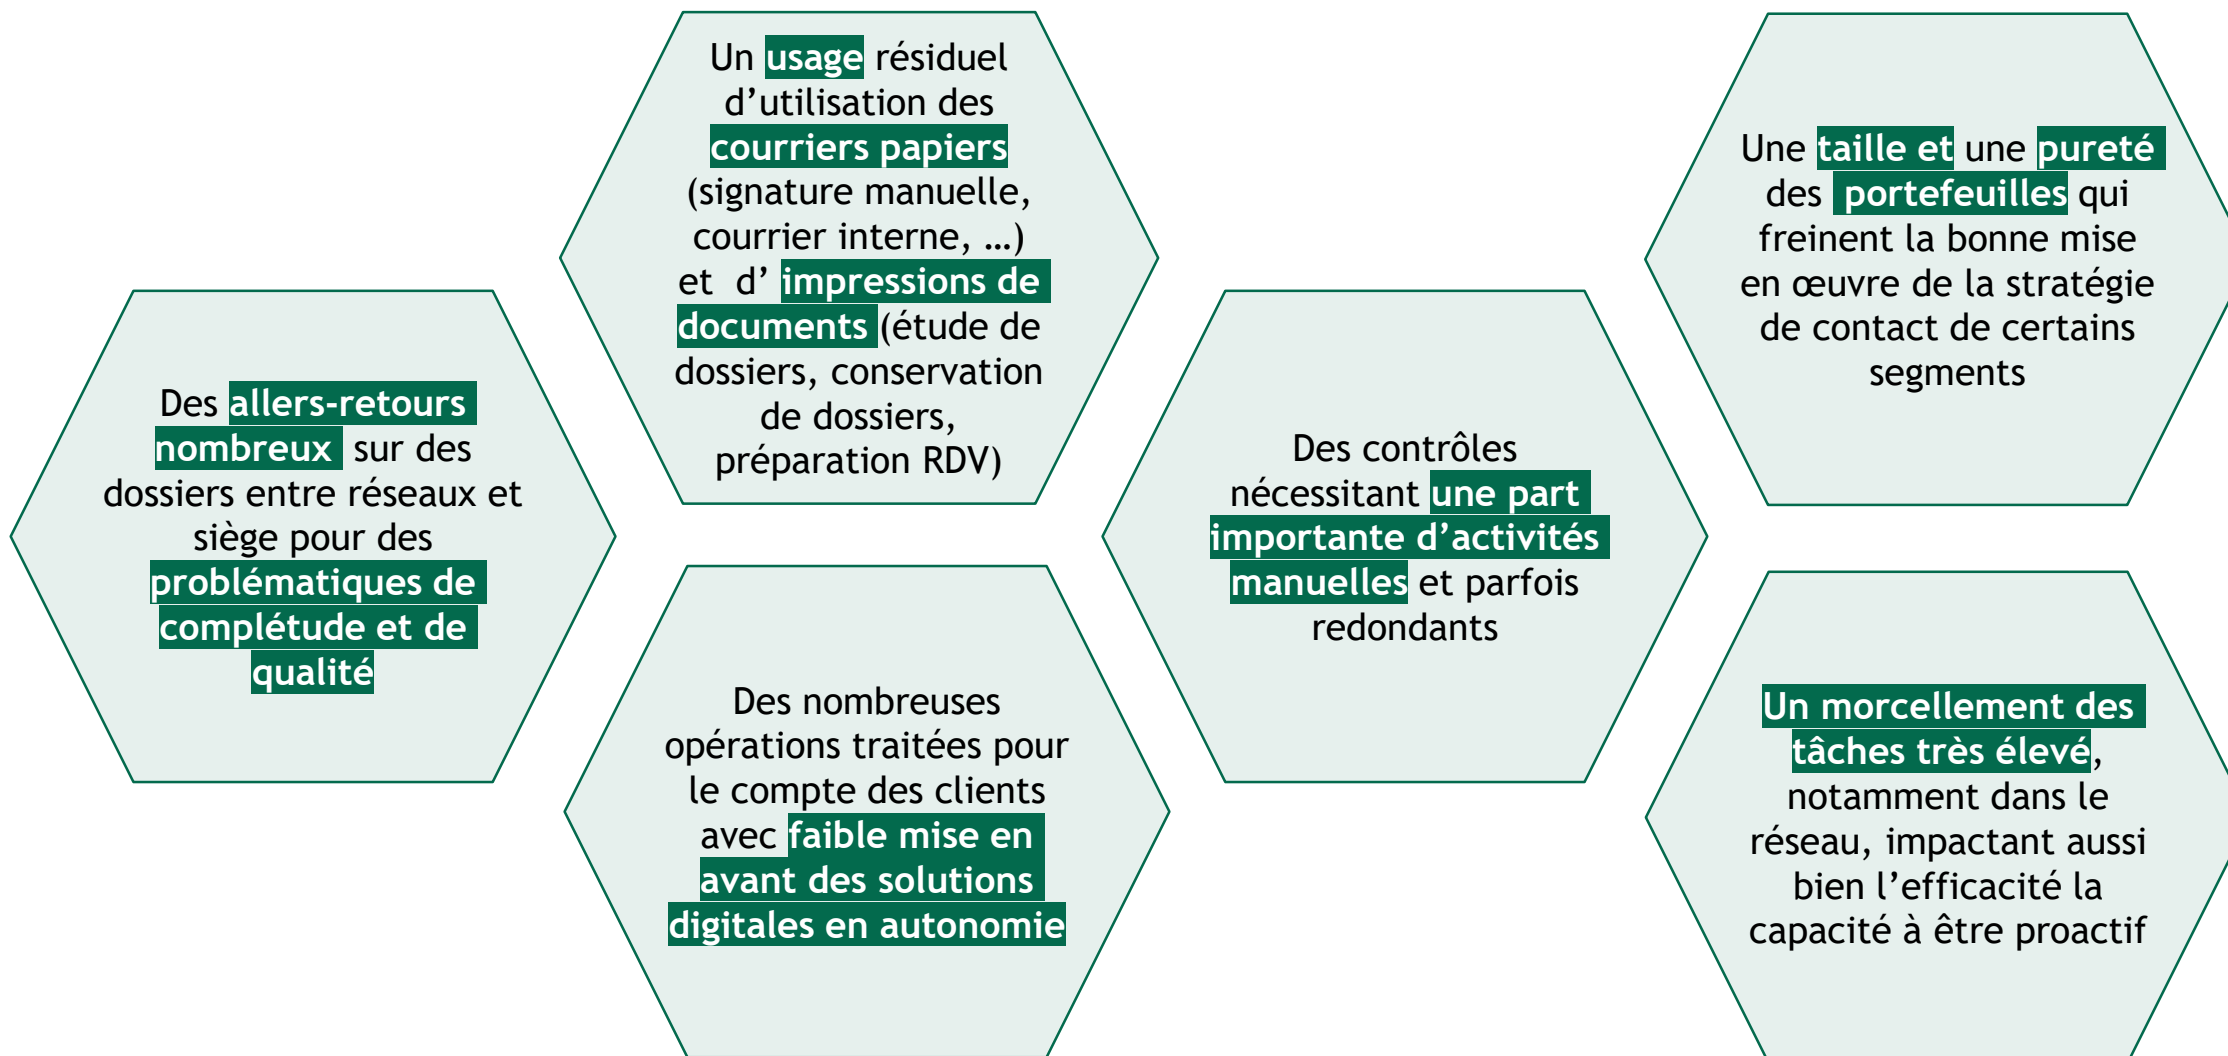 Des allers-retours
nombreux sur des
dossiers entre réseaux et
siège pour des
problématiques de
complétude et de
qualité
Un usage résiduel
d’utilisation des
courriers papiers
(signature manuelle,
courrier interne, …)
et d’ impressions de
documents (étude de
dossiers, conservation
de dossiers,
préparation RDV)
Des nombreuses
opérations traitées pour
le compte des clients
avec faible mise en
avant des solutions
digitales en autonomie
Des contrôles
nécessitant une part
importante d’activités
manuelles et parfois
redondants
Une taille et une pureté
des portefeuilles qui
freinent la bonne mise
en œuvre de la stratégie
de contact de certains
segments
Un morcellement des
tâches très élevé,
notamment dans le
réseau, impactant aussi
bien l’efficacité la
capacité à être proactif